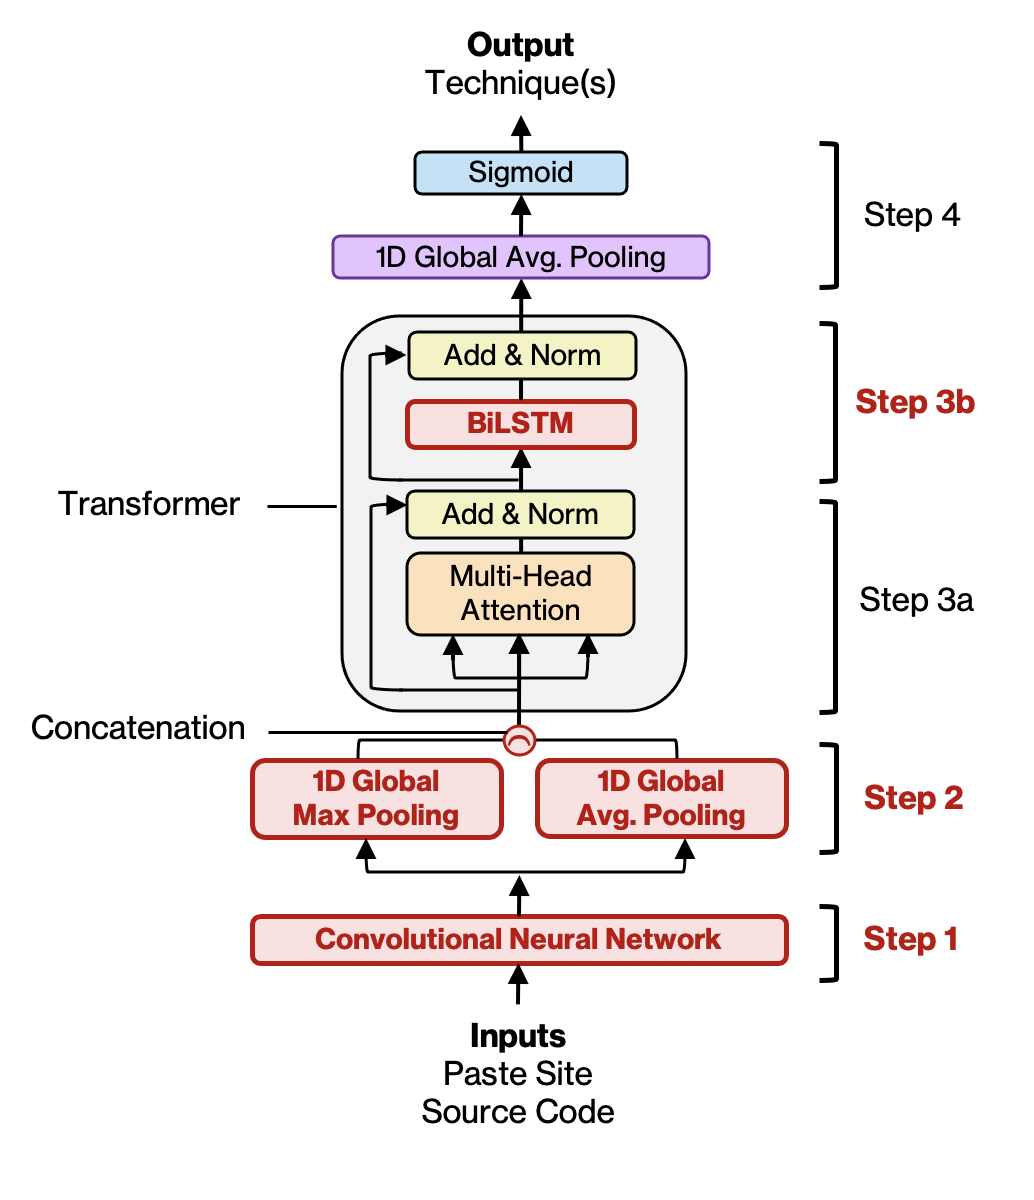 Output
Technique(s)
Sigmoid
Step 4
1D Global Avg. Pooling
Add & Norm
Step 3b
BiLSTM
Transformer
Add & Norm
Multi-Head
Attention
Step 3a
Concatenation
1D Global
Max Pooling
1D Global
Avg. Pooling
Step 2
Convolutional Neural Network
Step 1
Inputs
Paste Site
Source Code